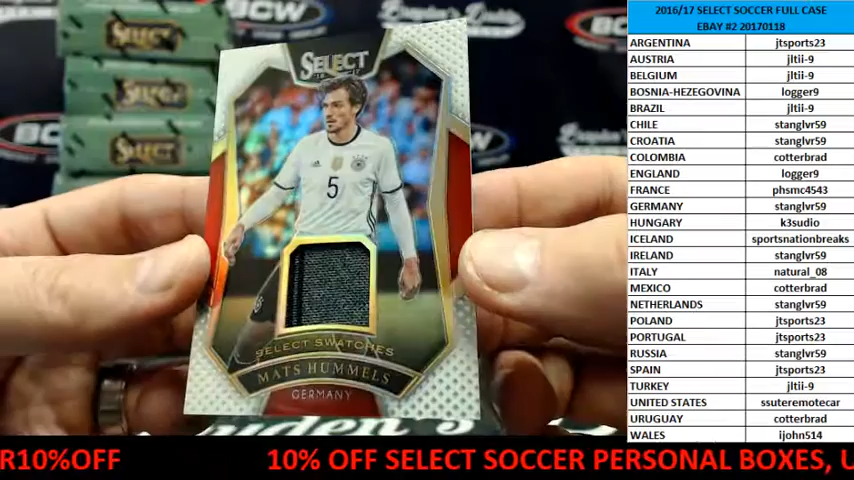 SELECT
5
SELECT SWATCHES
MATS HUMMELS
GERMANY
Select
Select
Select
BCW
BCW
2016/17 SELECT SOCCER FULL CASE
EBAY #2 20170118
ARGENTINA jtsports23
AUSTRIA jltii-9
BELGIUM jltii-9
BOSNIA-HEZEGOVINA logger9
BRAZIL jltii-9
CHILE stanglvr59
CROATIA stanglvr59
COLOMBIA cotterbrad
ENGLAND logger9
FRANCE phsmc4543
GERMANY stanglvr59
HUNGARY k3sudio
ICELAND sportsnationbreaks
IRELAND stanglvr59
ITALY natural_08
MEXICO cotterbrad
NETHERLANDS stanglvr59
POLAND jtsports23
PORTUGAL jtsports23
RUSSIA stanglvr59
SPAIN jtsports23
TURKEY jltii-9
UNITED STATES ssuteremotecar
URUGUAY cotterbrad
WALES ijohn514
R10%OFF 10% OFF SELECT SOCCER PERSONAL BOXES, U